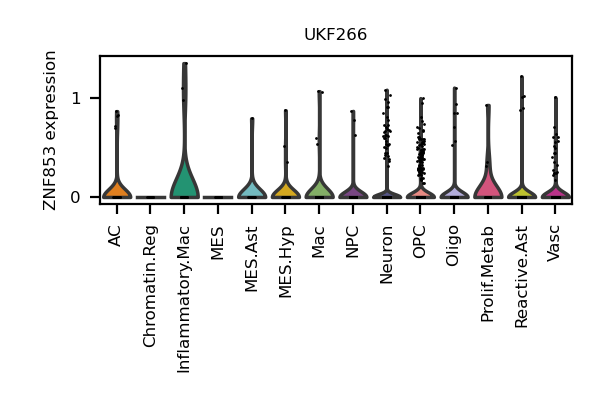 UKF266
ZNF853 expression
1
0
AC
Chromatin.Reg
Inflammatory.Mac
MES
MES.Ast
MES.Hyp
Mac
NPC
Neuron
OPC
Oligo
Prolif.Metab
Reactive.Ast
Vasc